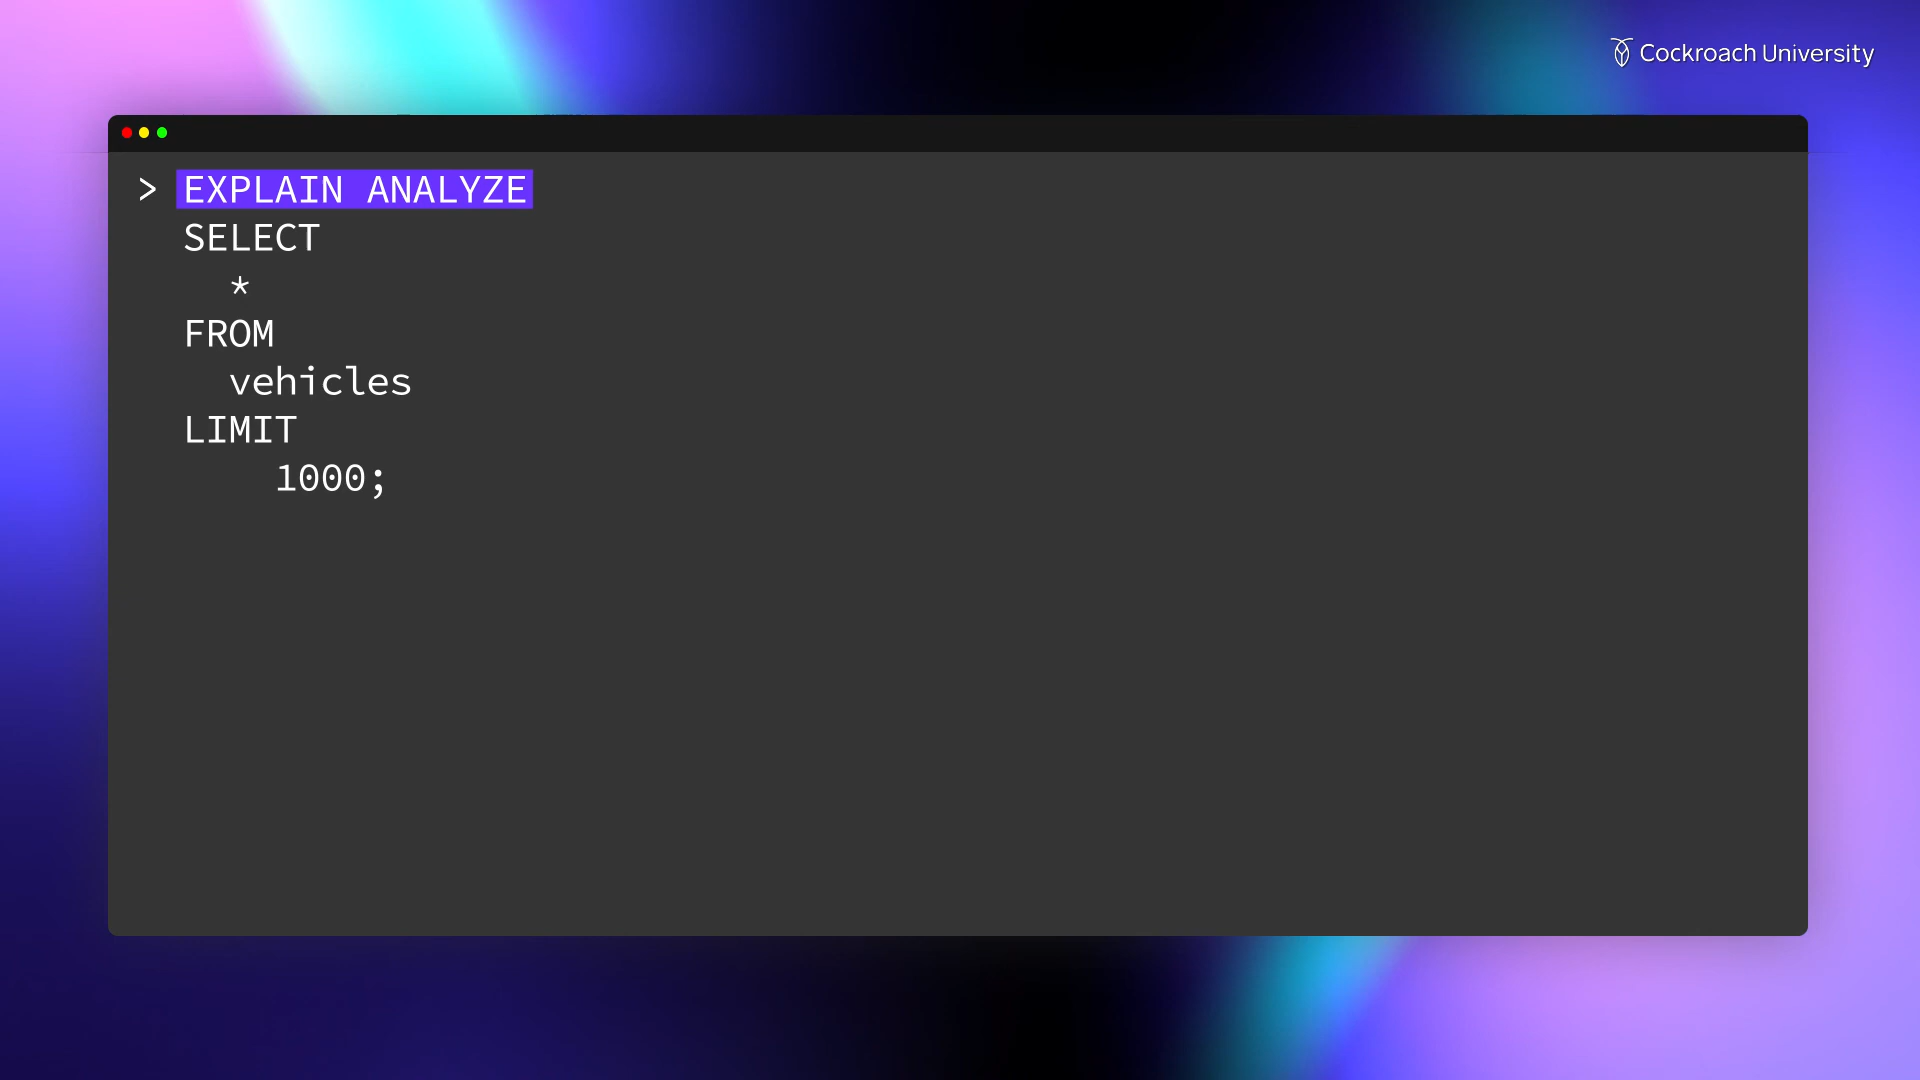 Cockroach University
> EXPLAIN ANALYZE
SELECT
*
FROM
vehicles
LIMIT
1000;